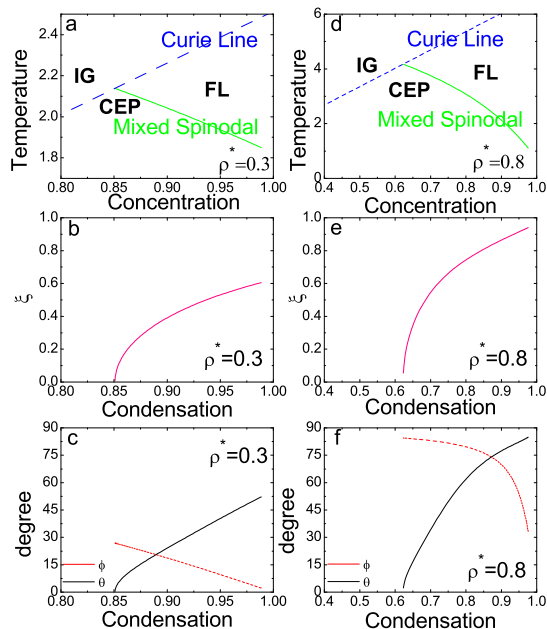 a
Curie Line
IG
FL
CEP
Mixed Spinodal
ρ*=0.3
Temperature
2.4
2.2
2.0
1.8
0.80 0.85 0.90 0.95 1.00
Concentration
d
Curie Line
IG
FL
CEP
Mixed Spinodal
ρ*=0.8
Temperature
6
4
2
0
0.4 0.5 0.6 0.7 0.8 0.9 1.0
Concentration
b
ρ*=0.3
ξ
1.0
0.8
0.6
0.4
0.2
0.0
0.80 0.85 0.90 0.95 1.00
Condensation
e
ρ*=0.8
ξ
1.0
0.8
0.6
0.4
0.2
0.0
0.4 0.5 0.6 0.7 0.8 0.9 1.0
Condensation
c
ρ*=0.3
degree
90
75
60
45
30
15
0
ϕ
θ
0.80 0.85 0.90 0.95 1.00
Condensation
f
ρ*=0.8
degree
90
75
60
45
30
15
0
ϕ
θ
0.4 0.5 0.6 0.7 0.8 0.9 1.0
Condensation